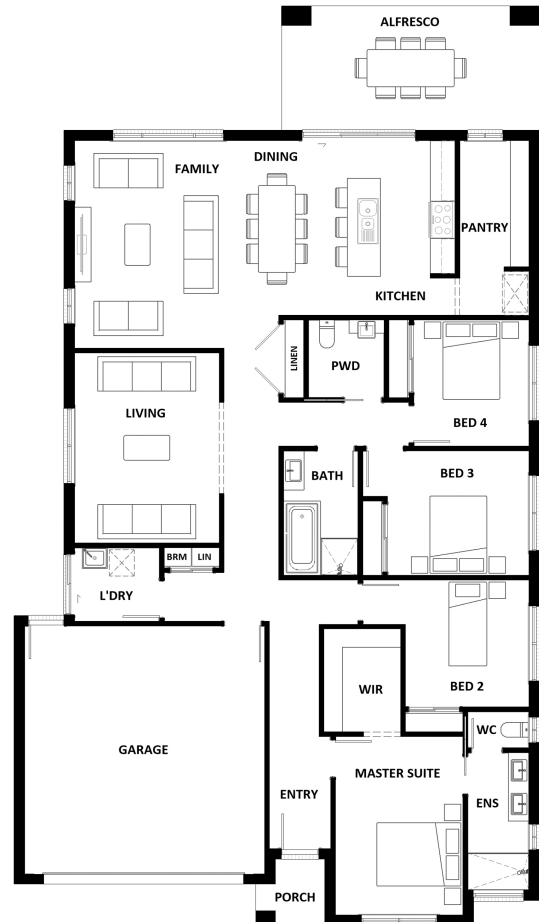 ALFRESCO
DINING
FAMILY
PANTRY
KITCHEN
LINEN
PWD
LIVING
BED 4
BATH
BED 3
BRM LIN
L'DRY
WIR
BED 2
WC
GARAGE
MASTER SUITE
ENTRY
ENS
PORCH